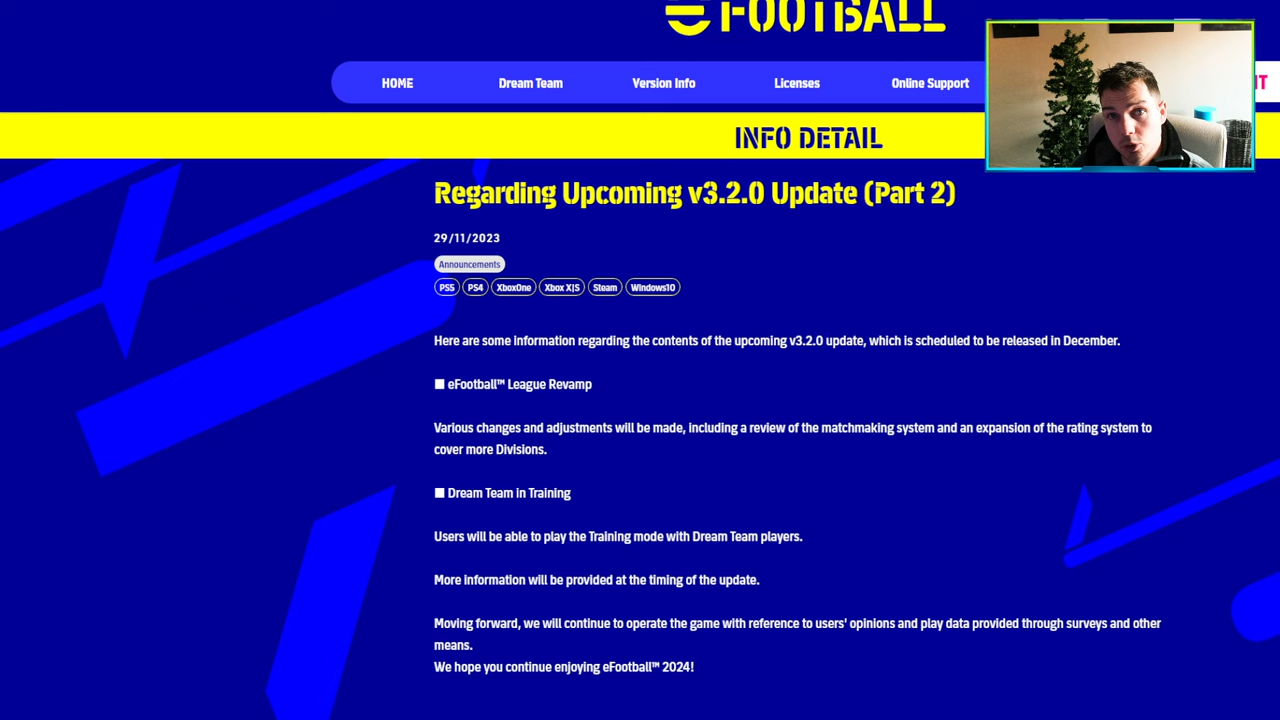 FOOTBALL
HOME Dream Team Version Info Licenses Online Support
INFO DETAIL
Regarding Upcoming v3.2.0 Update (Part 2)
29/11/2023
Announcements
PS5 PS4 XboxOne Xbox X|S Steam Windows10
Here are some information regarding the contents of the upcoming v3.2.0 update, which is scheduled to be released in December.
■ eFootball™ League Revamp
Various changes and adjustments will be made, including a review of the matchmaking system and an expansion of the rating system to
cover more Divisions.
■ Dream Team in Training
Users will be able to play the Training mode with Dream Team players.
More information will be provided at the timing of the update.
Moving forward, we will continue to operate the game with reference to users' opinions and play data provided through surveys and other
means.
We hope you continue enjoying eFootball™ 2024!